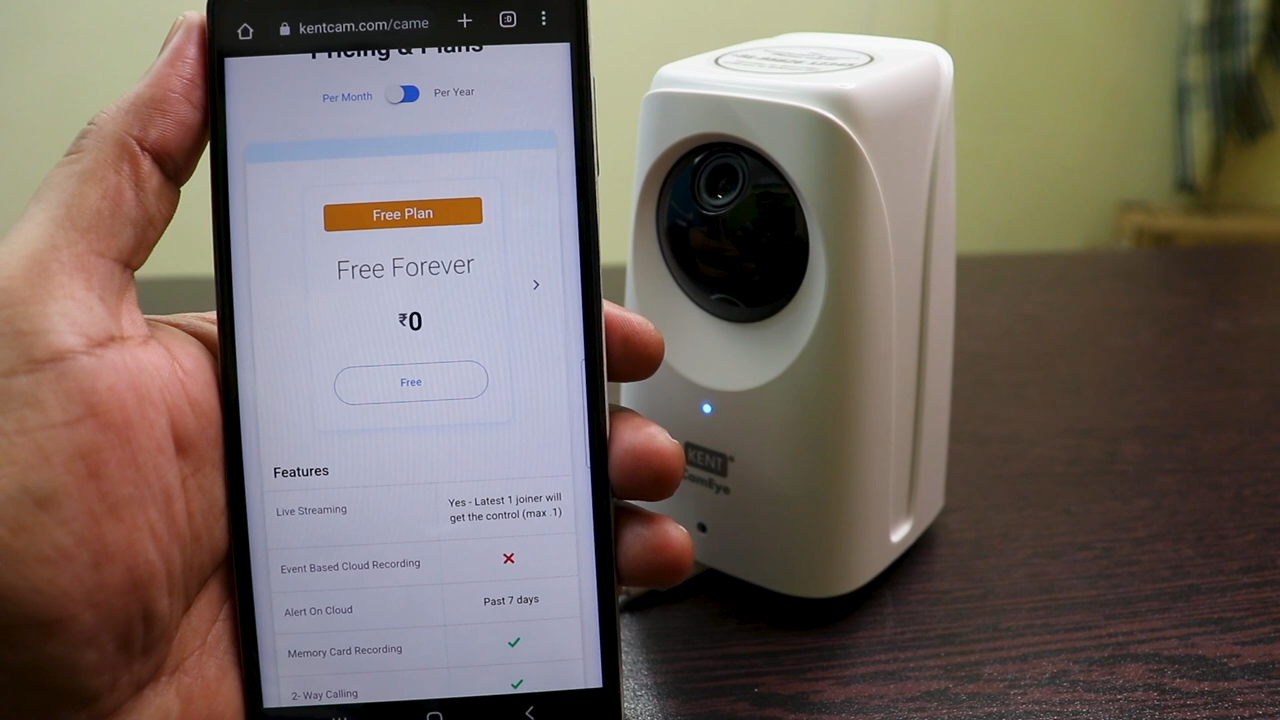 kentcam.com/came
:D
Pricing & Plans
Per Month
Per Year
Free Plan
Free Forever
₹0
Free
Features
Live Streaming
Yes - Latest 1 joiner will
get the control (max .1)
Event Based Cloud Recording
Alert On Cloud
Past 7 days
Memory Card Recording
2- Way Calling
KENT
CamEye